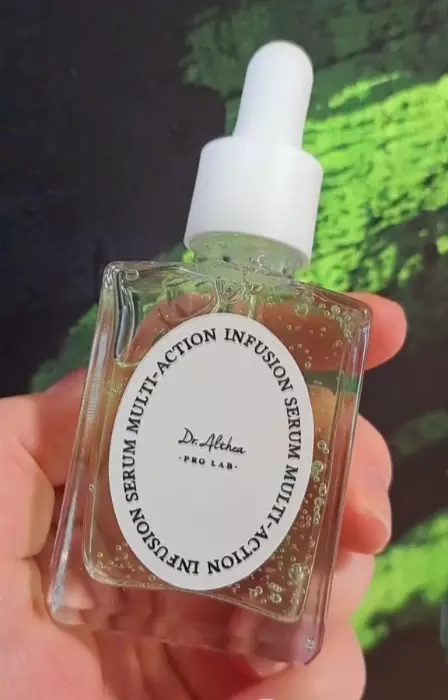 MULTI-ACTION INFUSION SERUM MULTI-ACTION INFUSION SERUM
Dr. Althea
-PRO LAB-